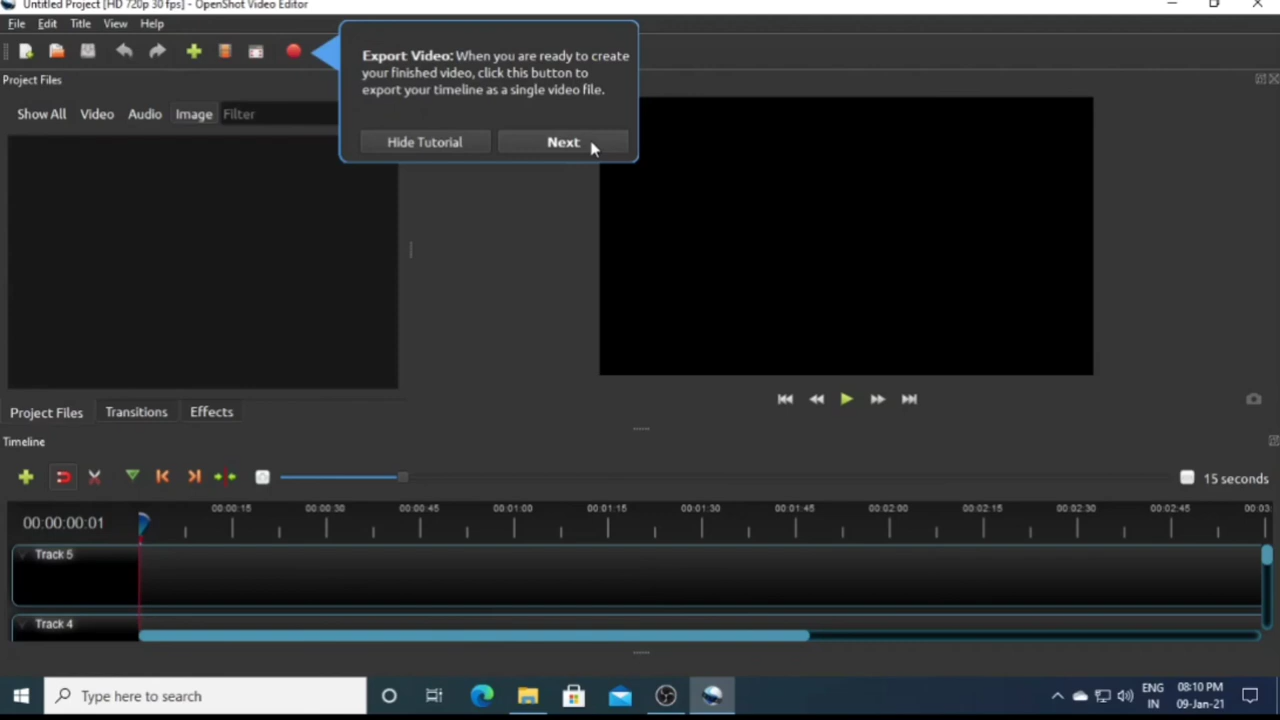 Untitled Project [HD 720p 30 fps] - OpenShot Video Editor
File Edit Title View Help
Export Video: When you are ready to create
your finished video, click this button to
export your timeline as a single video file.
Hide Tutorial Next
Project Files
Show All Video Audio Image Filter
Project Files Transitions Effects
Timeline
15 seconds
00:00:00:01
00:00:15 00:00:30 00:00:45 00:01:00 00:01:15 00:01:30 00:01:45 00:02:00 00:02:15 00:02:30 00:02:45 00:03:
Track 5
Track 4
Type here to search
ENG
IN
08:10 PM
09-Jan-21